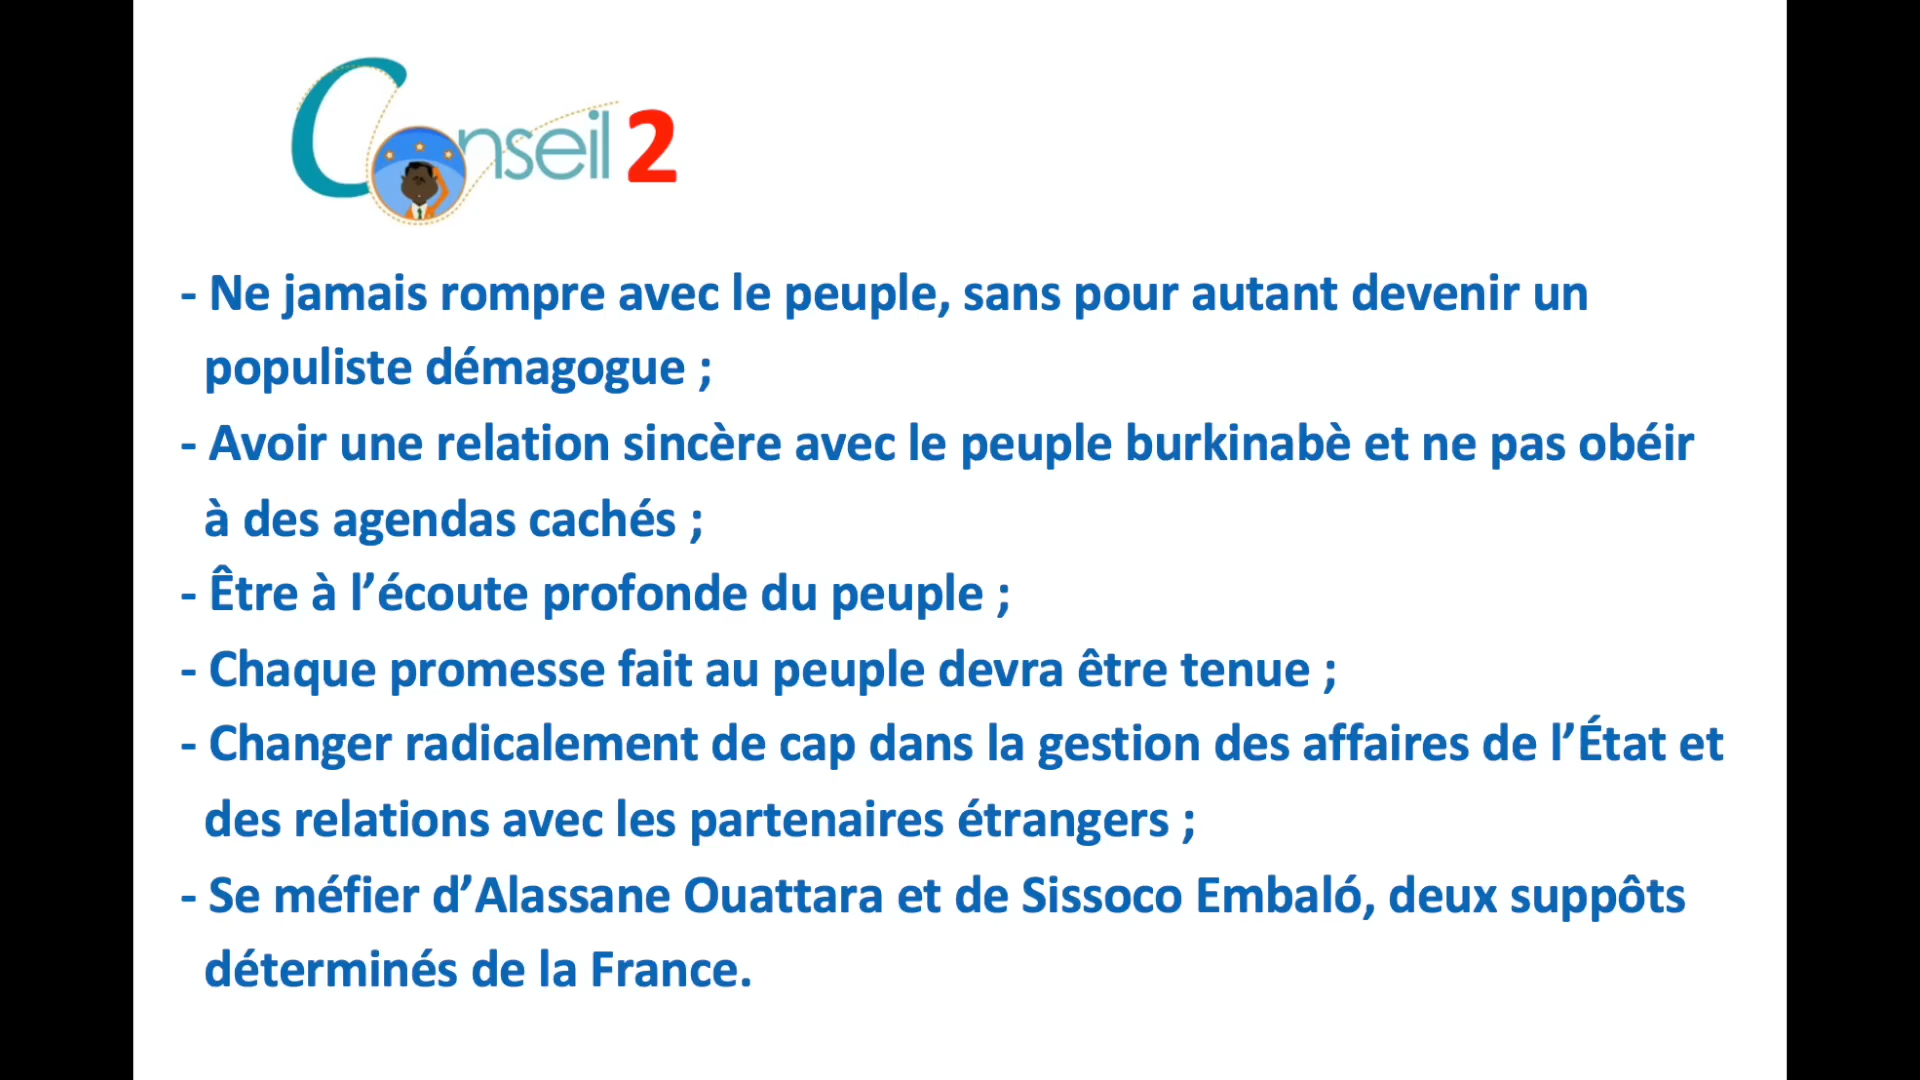 Conseil 2
- Ne jamais rompre avec le peuple, sans pour autant devenir un
populiste démagogue ;
- Avoir une relation sincère avec le peuple burkinabè et ne pas obéir
à des agendas cachés ;
- Être à l’écoute profonde du peuple ;
- Chaque promesse fait au peuple devra être tenue ;
- Changer radicalement de cap dans la gestion des affaires de l’État et
des relations avec les partenaires étrangers ;
- Se méfier d’Alassane Ouattara et de Sissoco Embaló, deux suppôts
déterminés de la France.